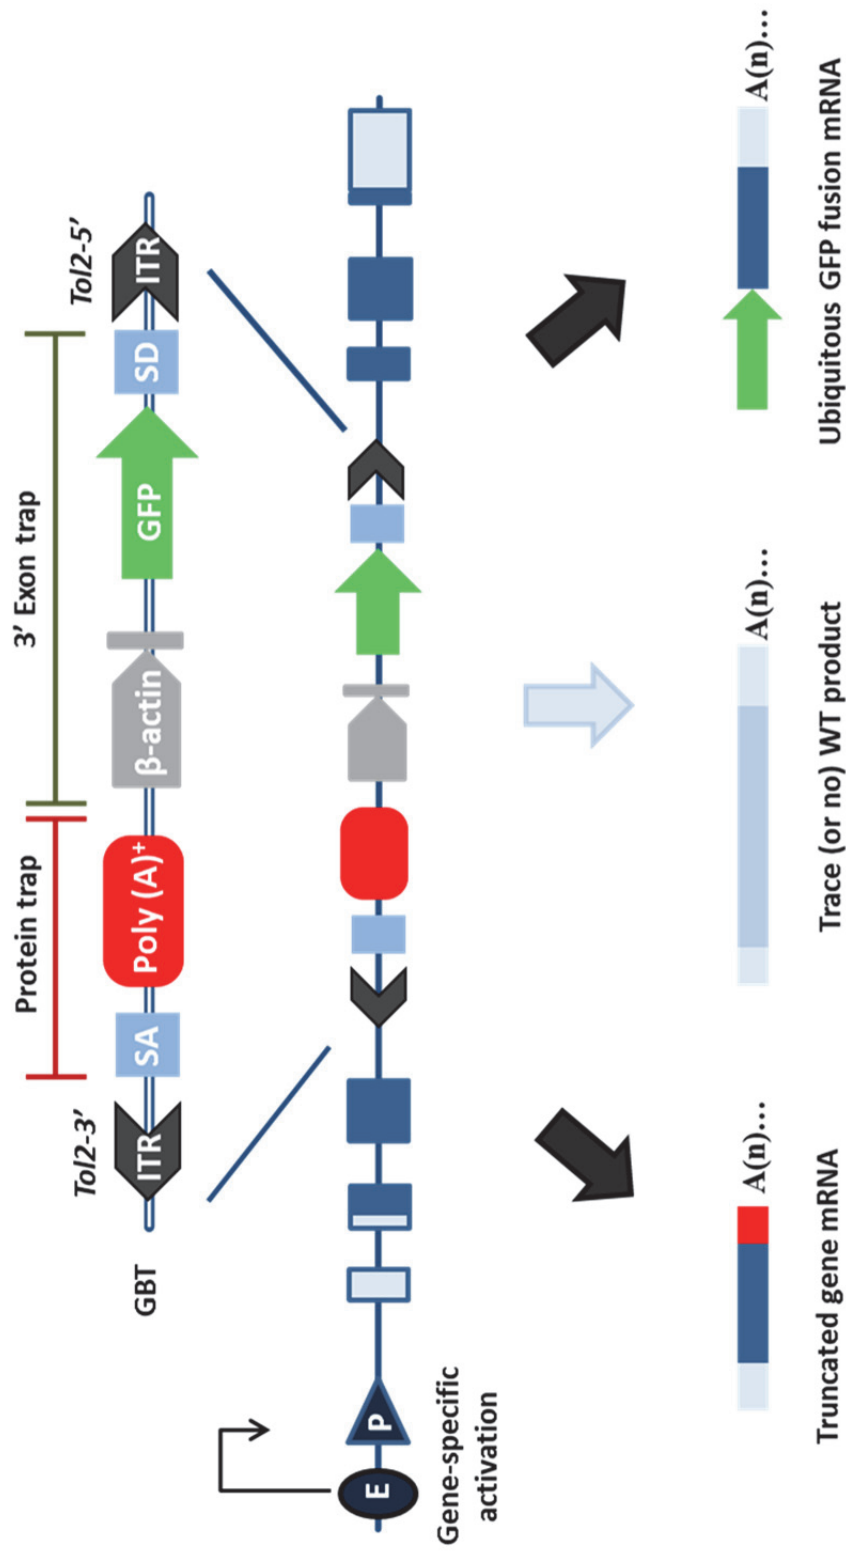 Protein trap
3’ Exon trap
Tol2-3’
Tol2-5’
GBT
ITR
SA
Poly (A)+
β-actin
GFP
SD
ITR
E
P
Gene-specific
activation
A(n)...
A(n)...
A(n)...
Truncated gene mRNA
Trace (or no) WT product
Ubiquitous GFP fusion mRNA